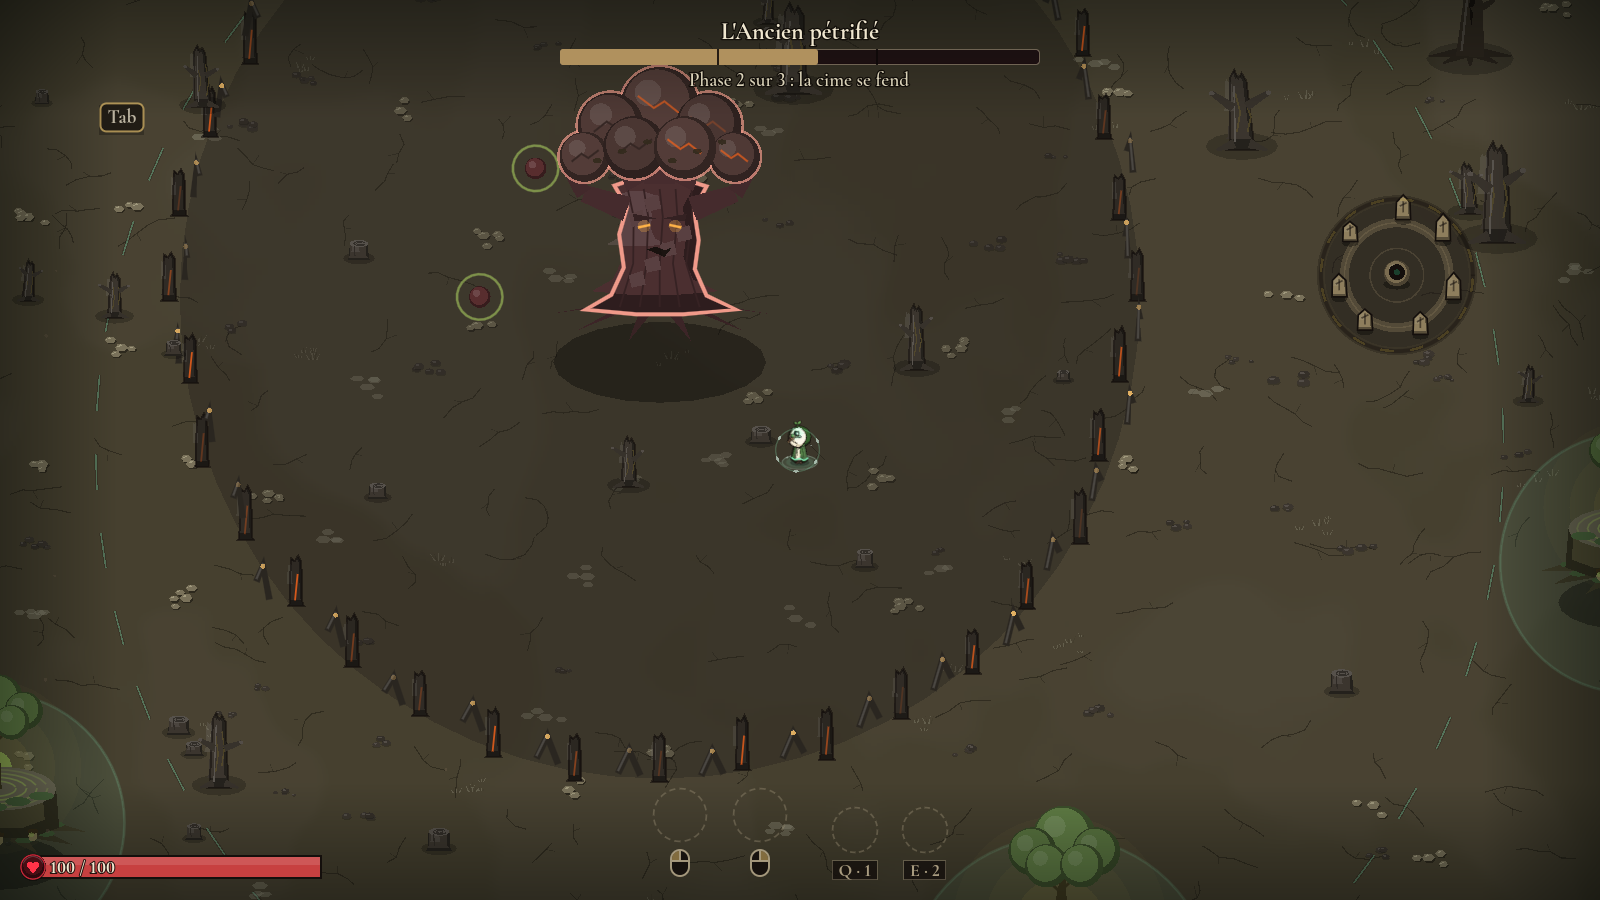 L'Ancien pétrifié
Phase 2 sur 3 : la cime se fend
Tab
100 / 100
Q · 1
E · 2